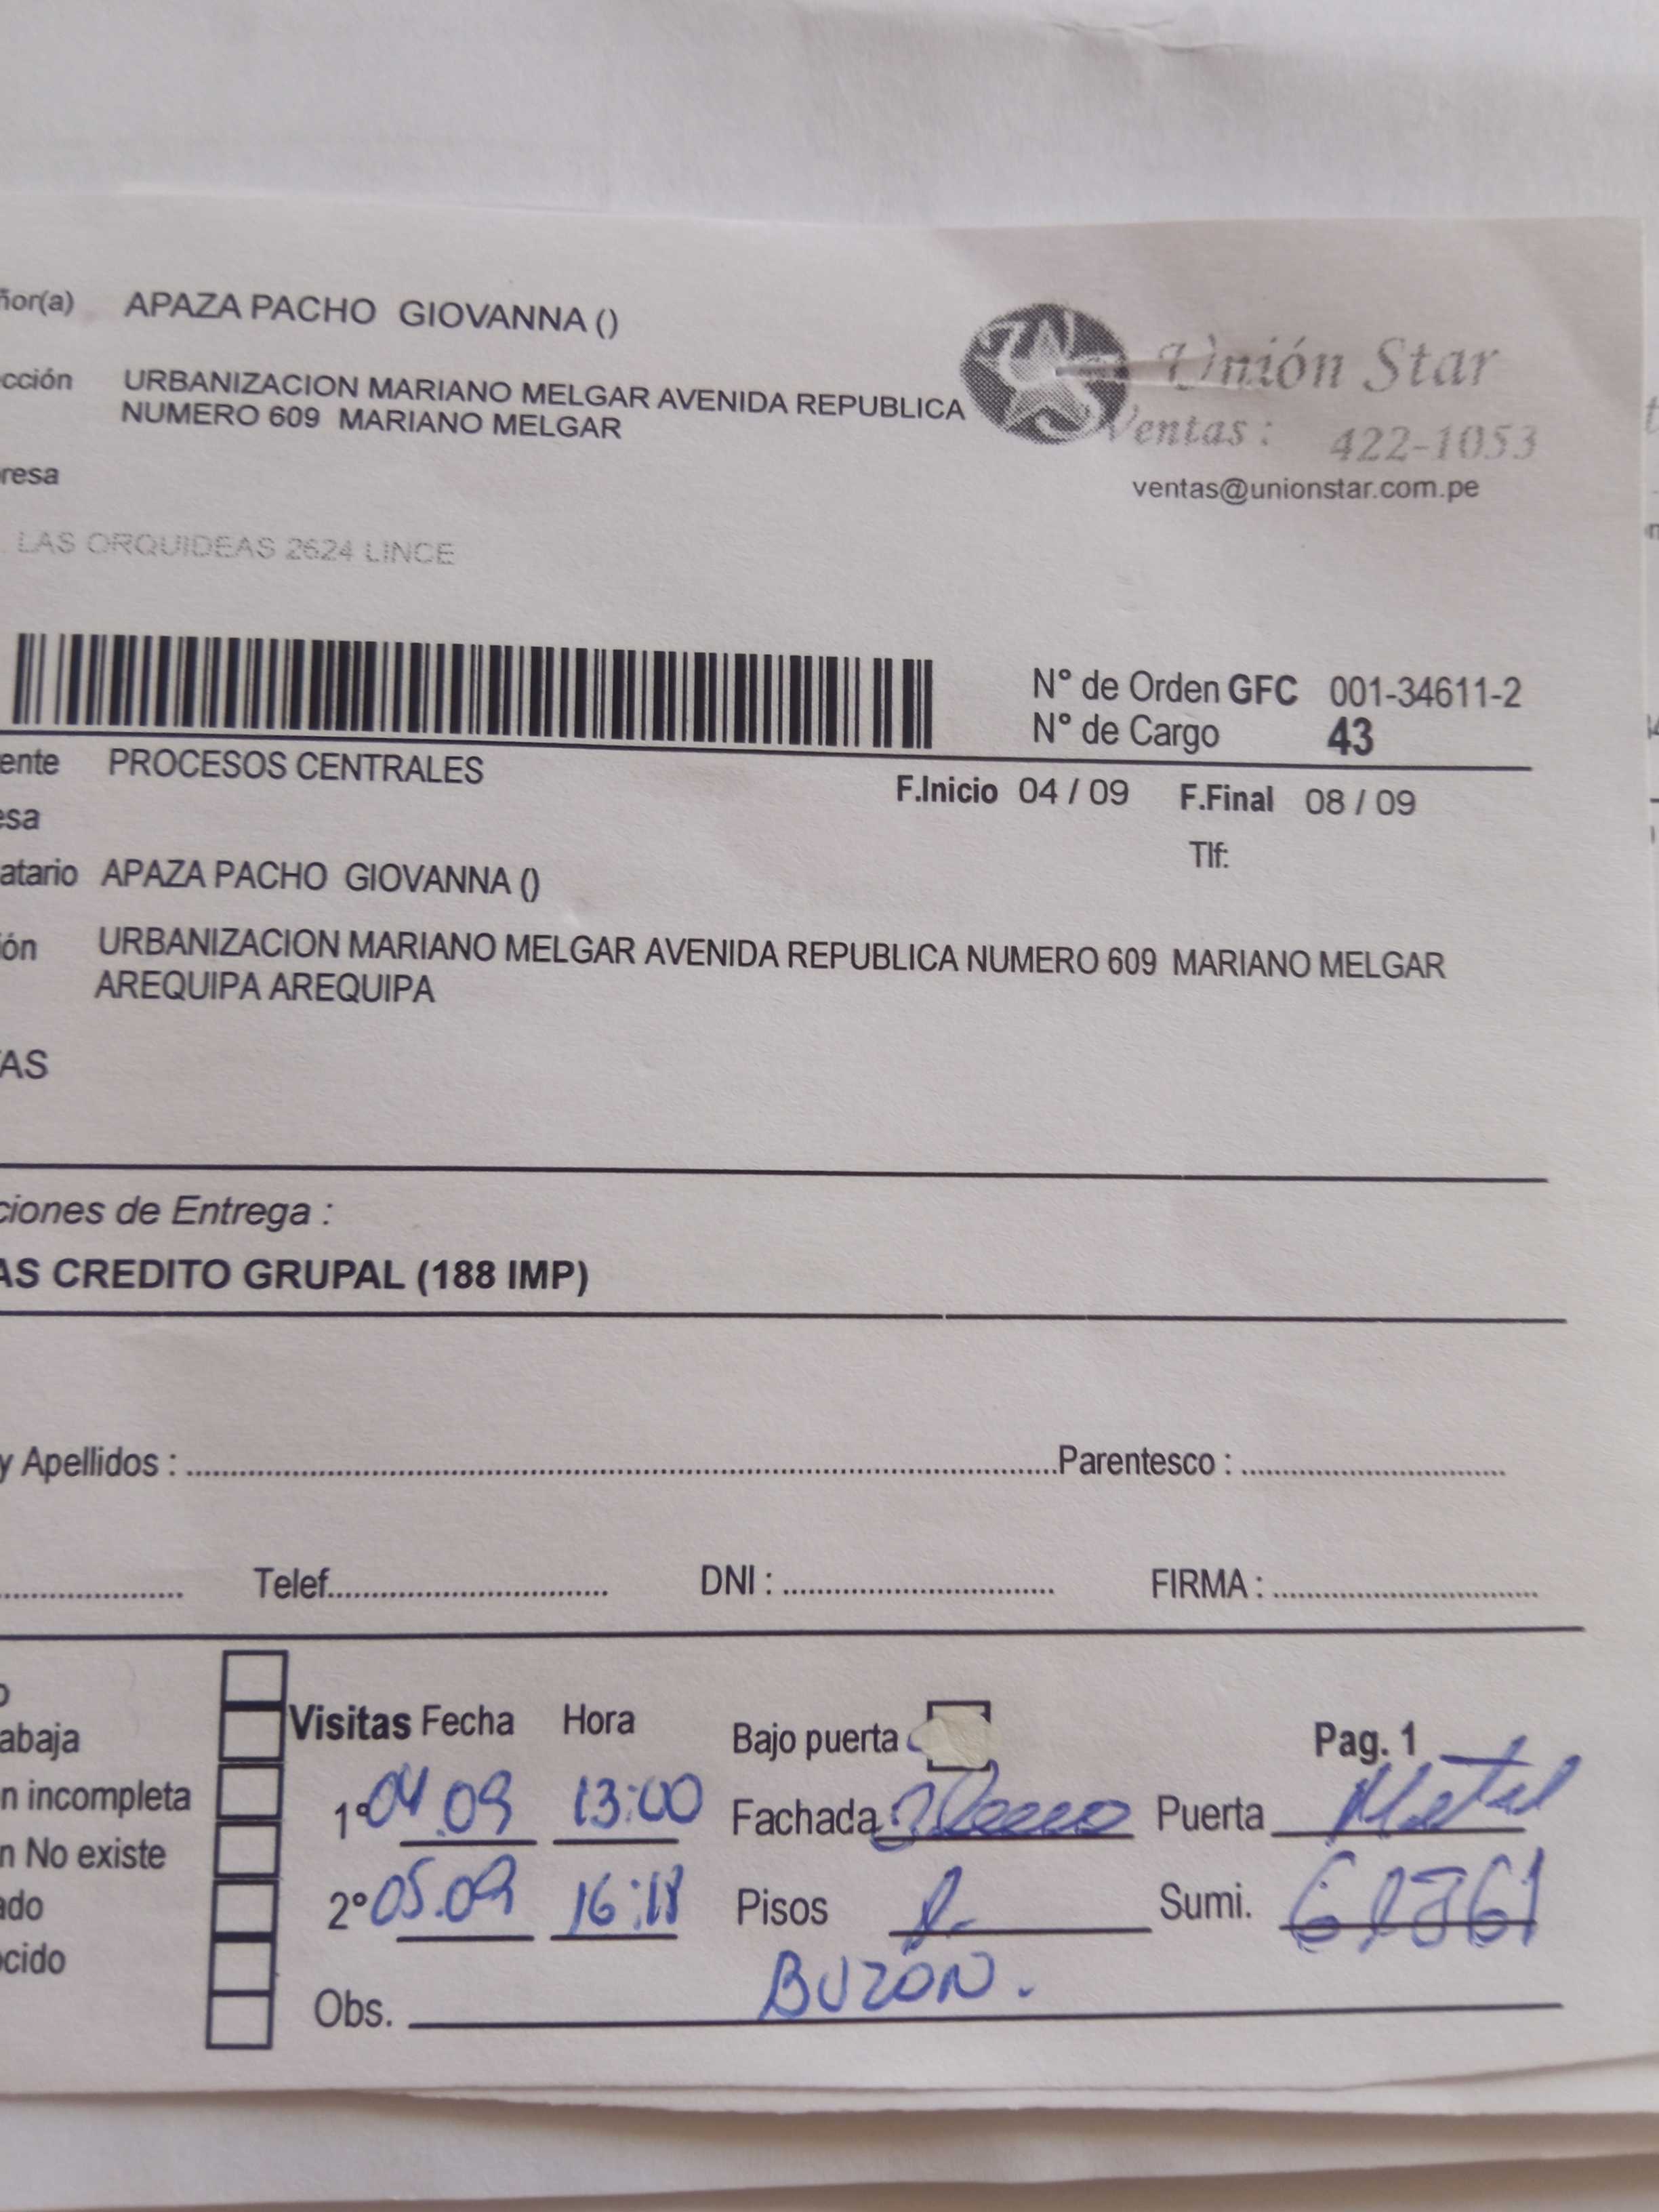 ñor(a) APAZA PACHO GIOVANNA ()
cción URBANIZACION MARIANO MELGAR AVENIDA REPUBLICA
NUMERO 609 MARIANO MELGAR
Unión Star
Ventas : 422-1053
ventas@unionstar.com.pe
resa
LAS ORQUIDEAS 2624 LINCE
N° de Orden GFC 001-34611-2
N° de Cargo 43
ente PROCESOS CENTRALES
F.Inicio 04 / 09 F.Final 08 / 09
esa
Tlf:
atario APAZA PACHO GIOVANNA ()
ión URBANIZACION MARIANO MELGAR AVENIDA REPUBLICA NUMERO 609 MARIANO MELGAR
AREQUIPA AREQUIPA
TAS
ciones de Entrega :
AS CREDITO GRUPAL (188 IMP)
y Apellidos : Parentesco :
Telef. DNI : FIRMA :
Visitas Fecha Hora Bajo puerta Pag. 1
abaja
n incompleta
1° 04.09 13:00 Fachada Puerta Metal
n No existe
2° 05.09 16:18 Pisos Sumi.
ado
ocido
BUZON.
Obs.